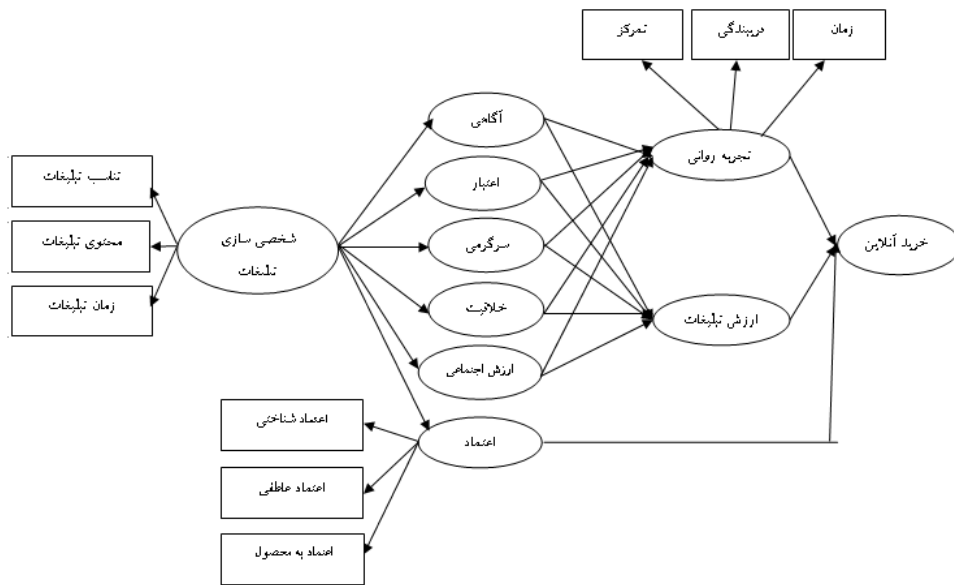 تمرکز
دربندگی
زمان
آگاهی
تجربه روانی
اعتبار
تناسب تبلیغات
شخصی سازی
تبلیغات
سرگرمی
محتوی تبلیغات
خرید آنلاین
زمان تبلیغات
خلاقیت
ارزش تبلیغات
ارزش اجتماعی
اعتماد شناختی
اعتماد
اعتماد عاطفی
اعتماد به محصول